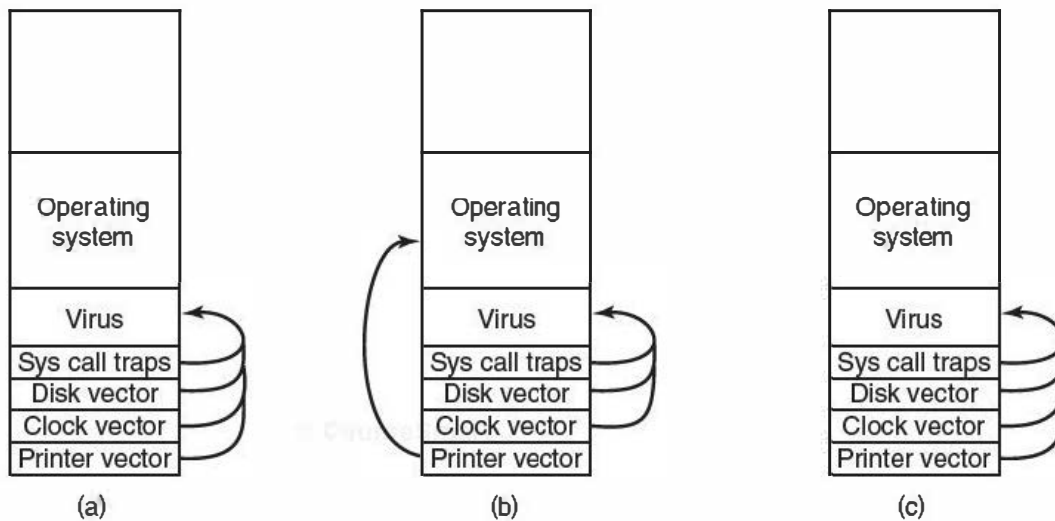 Operating
system
Virus
Sys call traps
Disk vector
Clock vector
Printer vector
(a)
Operating
system
Virus
Sys call traps
Disk vector
Clock vector
Printer vector
(b)
Operating
system
Virus
Sys call traps
Disk vector
Clock vector
Printer vector
(c)